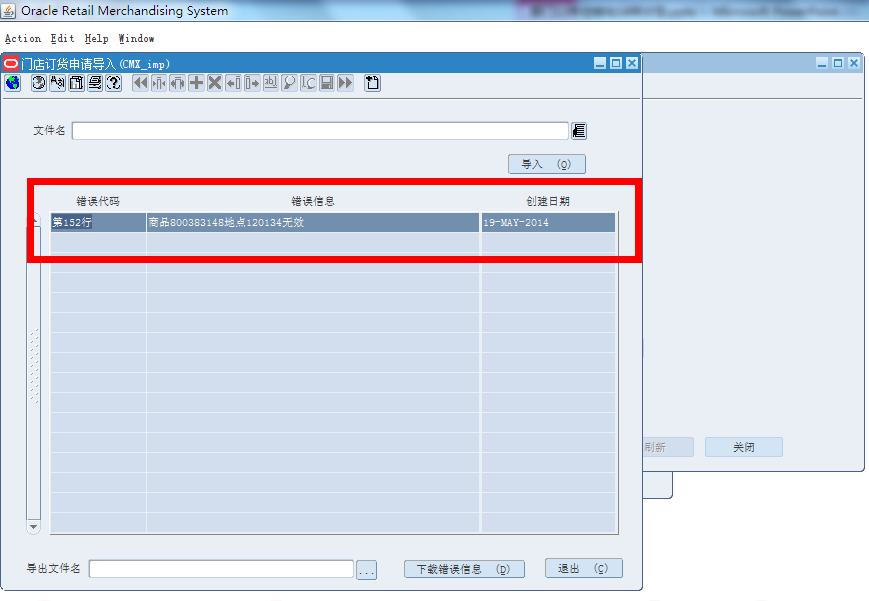 Oracle Retail Merchandising System
Action Edit Help Window
门店订货申请导入(CMX_imp)
文件名
导入 (O)
错误代码 错误信息 创建日期
第152行 商品800383148地点120134无效 19-MAY-2014
刷新 关闭
导出文件名 ... 下载错误信息 (D) 退出 (C)